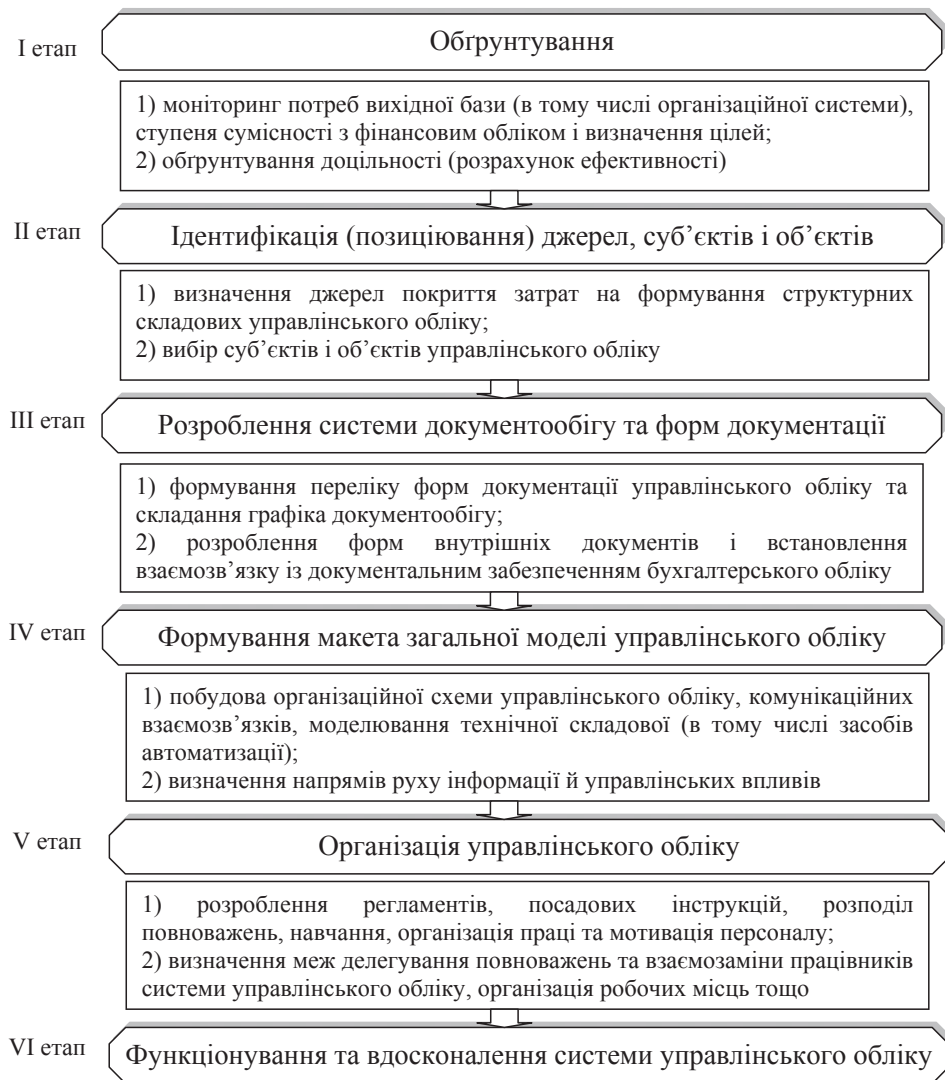 І етап
Обґрунтування
1) моніторинг потреб вихідної бази (в тому числі організаційної системи),
ступеня сумісності з фінансовим обліком і визначення цілей;
2) обґрунтування доцільності (розрахунок ефективності)
ІІ етап
Ідентифікація (позиціювання) джерел, суб’єктів і об’єктів
1) визначення джерел покриття затрат на формування структурних
складових управлінського обліку;
2) вибір суб’єктів і об’єктів управлінського обліку
ІІІ етап
Розроблення системи документообігу та форм документації
1) формування переліку форм документації управлінського обліку та
складання графіка документообігу;
2) розроблення форм внутрішніх документів і встановлення
взаємозв’язку із документальним забезпеченням бухгалтерського обліку
IV етап
Формування макета загальної моделі управлінського обліку
1) побудова організаційної схеми управлінського обліку, комунікаційних
взаємозв’язків, моделювання технічної складової (в тому числі засобів
автоматизації);
2) визначення напрямів руху інформації й управлінських впливів
V етап
Організація управлінського обліку
1) розроблення регламентів, посадових інструкцій, розподіл
повноважень, навчання, організація праці та мотивація персоналу;
2) визначення меж делегування повноважень та взаємозаміни працівників
системи управлінського обліку, організація робочих місць тощо
VI етап
Функціонування та вдосконалення системи управлінського обліку